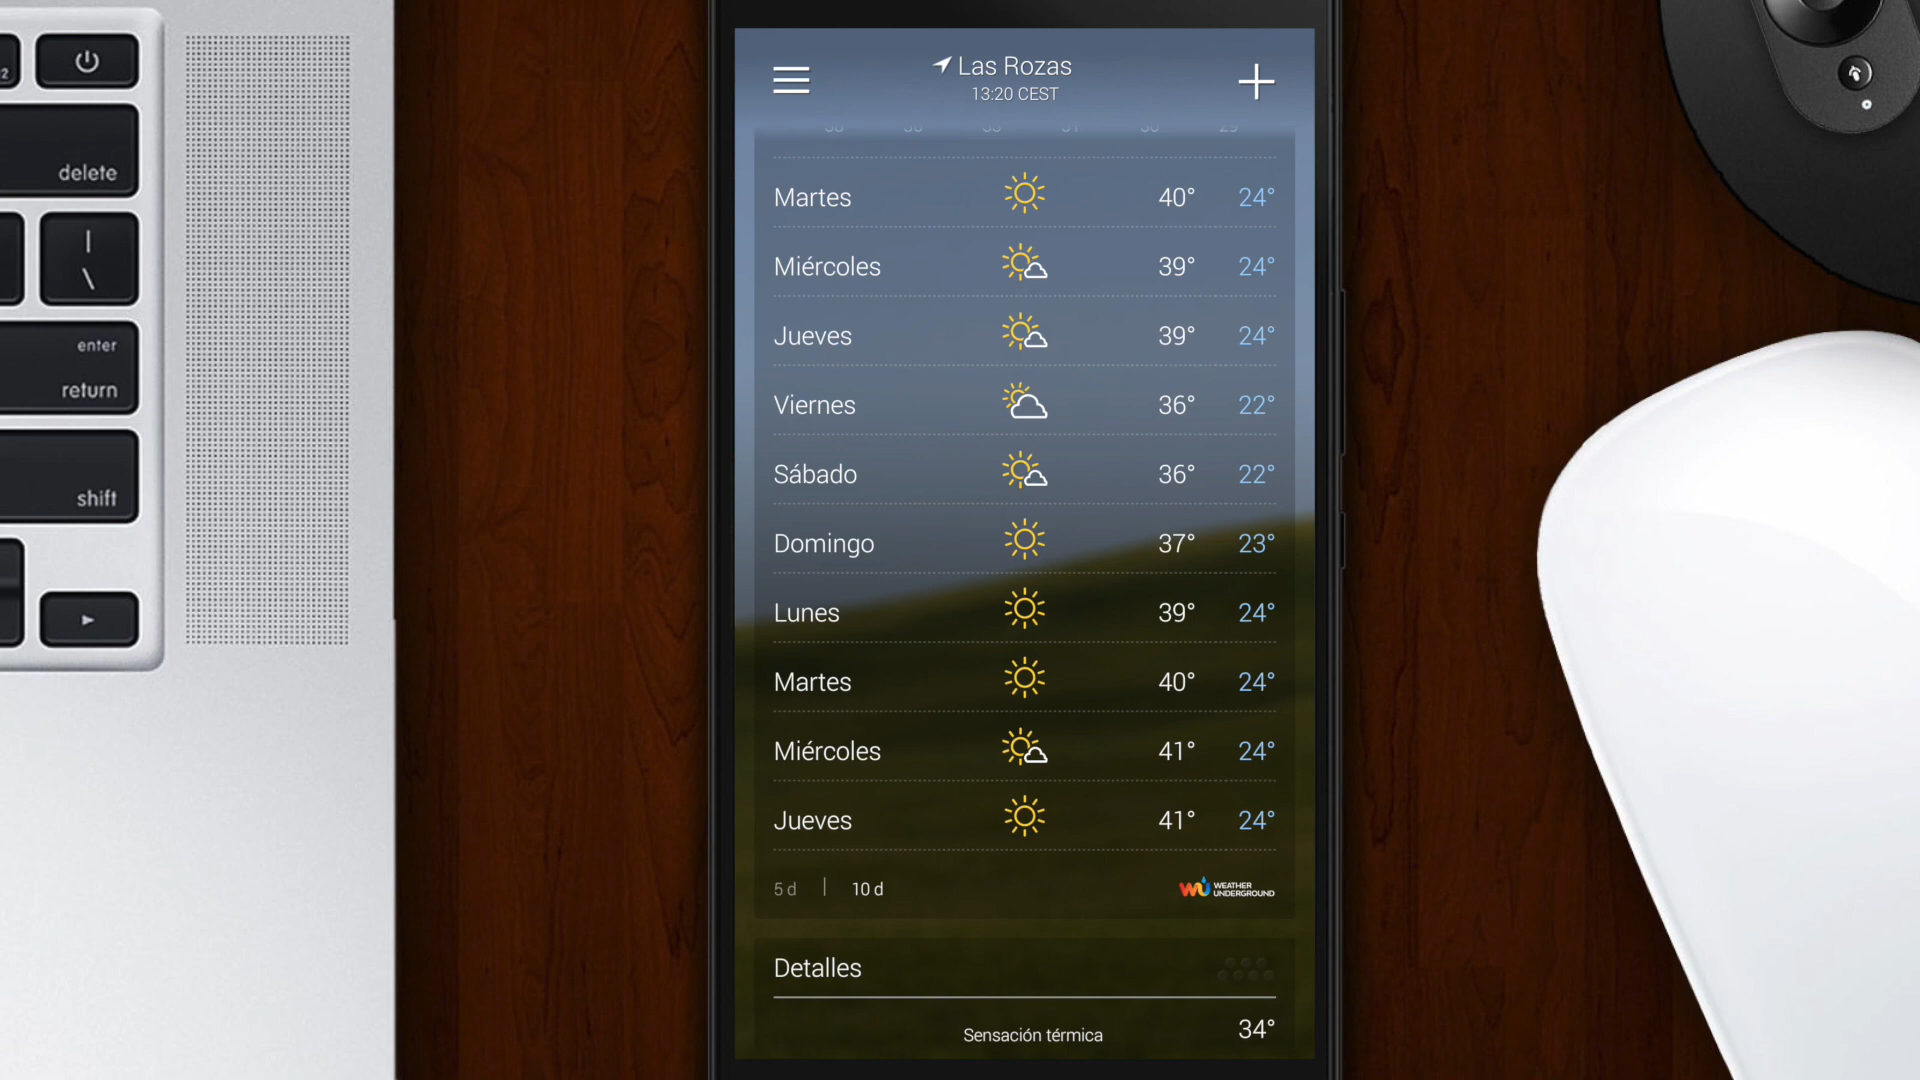 Las Rozas
13:20 CEST
Martes 40° 24°
Miércoles 39° 24°
Jueves 39° 24°
Viernes 36° 22°
Sábado 36° 22°
Domingo 37° 23°
Lunes 39° 24°
Martes 40° 24°
Miércoles 41° 24°
Jueves 41° 24°
5 d | 10 d
WU WEATHER
UNDERGROUND
Detalles
Sensación térmica 34°
delete
|
\
enter
return
shift